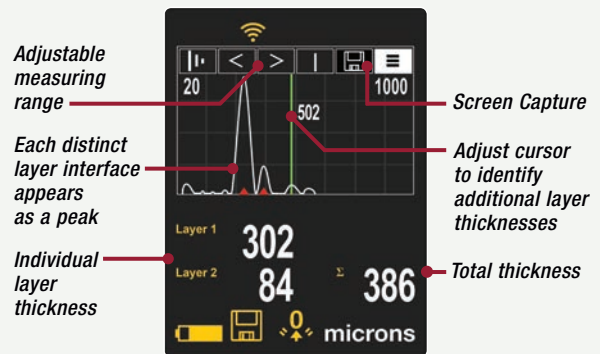 Adjustable
measuring
range
20
1000
502
Screen Capture
Each distinct
layer interface
appears
as a peak
Adjust cursor
to identify
additional layer
thicknesses
Individual
layer
thickness
Layer 1
302
Layer 2
84
Σ
386
Total thickness
0
microns